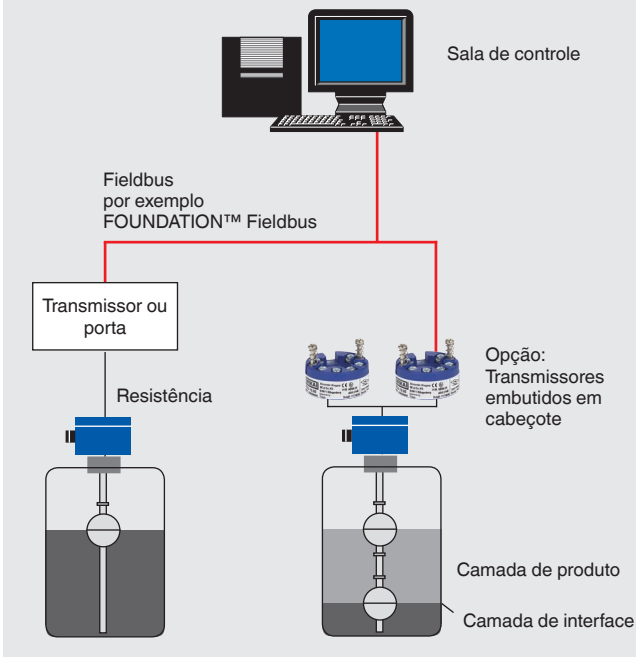 Sala de controle
Fieldbus
por exemplo
FOUNDATION™ Fieldbus
Transmissor ou
porta
Resistência
Opção:
Transmissores
embutidos em
cabeçote
Camada de produto
Camada de interface